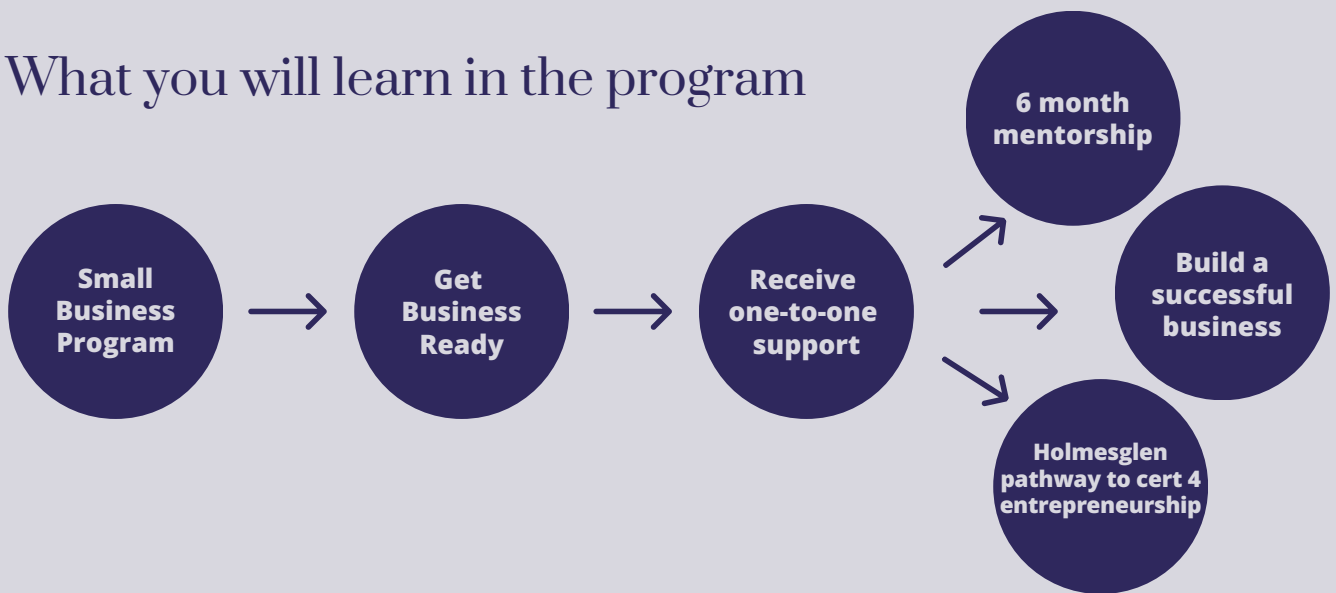 What you will learn in the program
Small
Business
Program
Get
Business
Ready
Receive
one-to-one
support
6 month
mentorship
Build a
successful
business
Holmesglen
pathway to cert 4
entrepreneurship